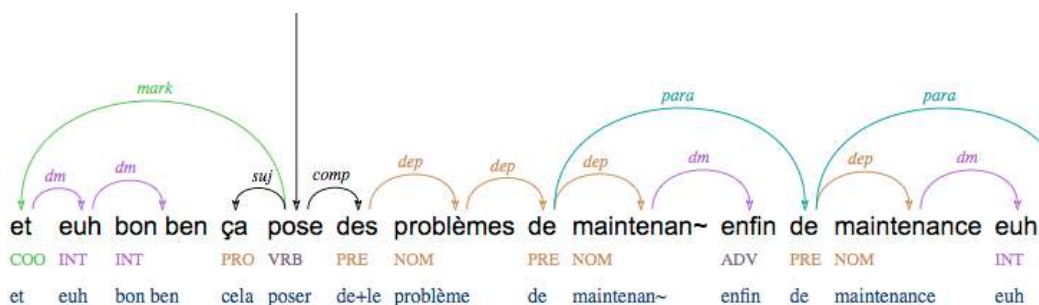 mark
para
para
dep
dep
dep
dep
dm
dm
dm
dm
suj
comp
et euh bon ben ça pose des problèmes de maintenan~ enfin de maintenance euh
COO INT INT PRO VRB PRE NOM PRE NOM ADV PRE NOM INT
et euh bon ben cela poser de+le problème de maintenan~ enfin de maintenance euh